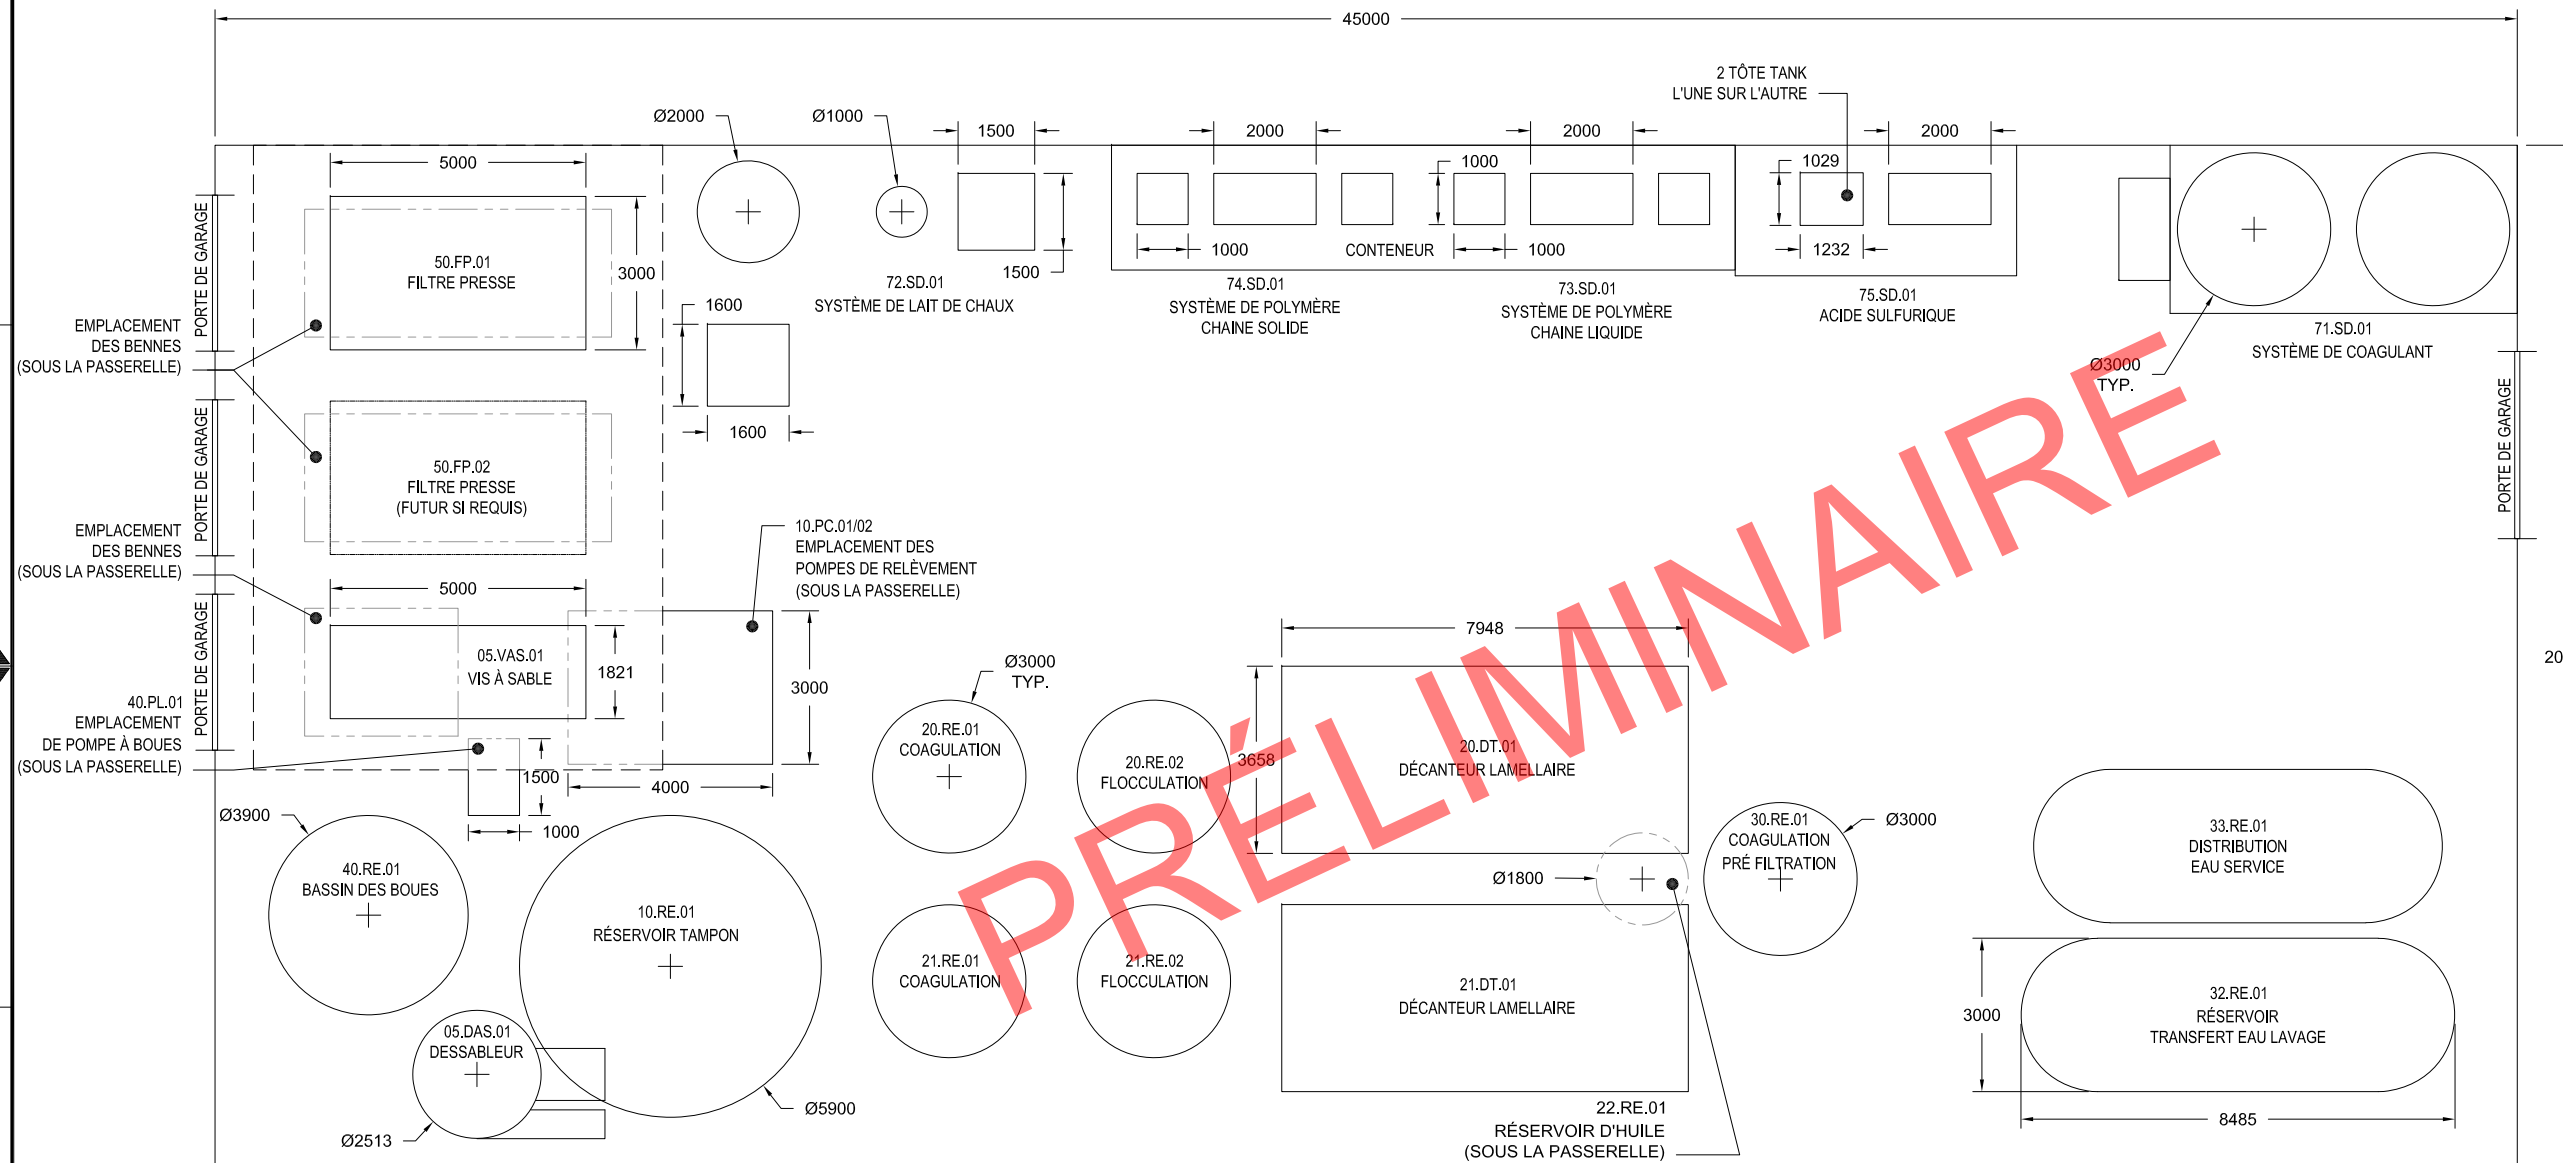 45000
2 TÔTE TANK
L'UNE SUR L'AUTRE
Ø2000
Ø1000
1500
2000
2000
2000
5000
1000
1029
PORTE DE GARAGE
50.FP.01
FILTRE PRESSE
3000
1500
1000
CONTENEUR
1000
1232
72.SD.01
SYSTÈME DE LAIT DE CHAUX
74.SD.01
SYSTÈME DE POLYMÈRE
CHAINE SOLIDE
73.SD.01
SYSTÈME DE POLYMÈRE
CHAINE LIQUIDE
75.SD.01
ACIDE SULFURIQUE
71.SD.01
SYSTÈME DE COAGULANT
Ø3000
TYP.
EMPLACEMENT
DES BENNES
(SOUS LA PASSERELLE)
1600
1600
PORTE DE GARAGE
PORTE DE GARAGE
50.FP.02
FILTRE PRESSE
(FUTUR SI REQUIS)
EMPLACEMENT
DES BENNES
(SOUS LA PASSERELLE)
10.PC.01/02
EMPLACEMENT DES
POMPES DE RELÈVEMENT
(SOUS LA PASSERELLE)
5000
PORTE DE GARAGE
05.VAS.01
VIS À SABLE
1821
3000
7948
20
40.PL.01
EMPLACEMENT
DE POMPE À BOUES
(SOUS LA PASSERELLE)
1500
4000
1000
Ø3000
TYP.
20.RE.01
COAGULATION
20.RE.02
FLOCCULATION
3658
20.DT.01
DÉCANTEUR LAMELLAIRE
PRÉLIMINAIRE
Ø3900
40.RE.01
BASSIN DES BOUES
10.RE.01
RÉSERVOIR TAMPON
Ø1800
30.RE.01
COAGULATION
PRÉ FILTRATION
Ø3000
33.RE.01
DISTRIBUTION
EAU SERVICE
21.RE.01
COAGULATION
21.RE.02
FLOCCULATION
21.DT.01
DÉCANTEUR LAMELLAIRE
3000
32.RE.01
RÉSERVOIR
TRANSFERT EAU LAVAGE
05.DAS.01
DESSABLEUR
Ø5900
Ø2513
22.RE.01
RÉSERVOIR D'HUILE
(SOUS LA PASSERELLE)
8485